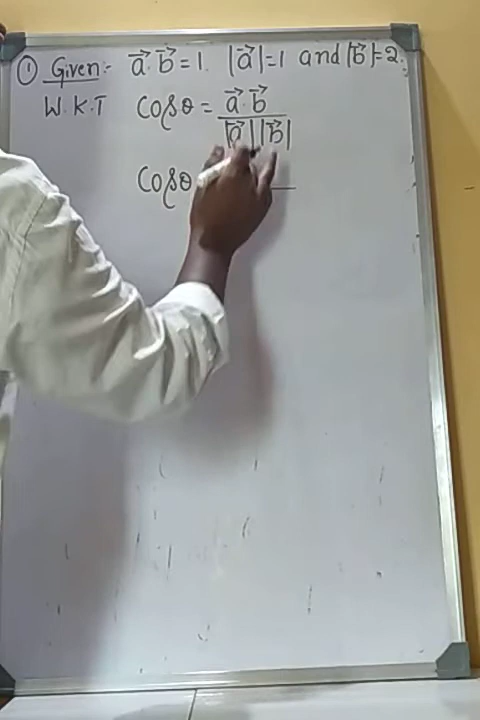 ① Given:- a⃗.b⃗ = 1. |a⃗|=1 and |b⃗|=2.
W.K.T Cosθ = a⃗.b⃗ / |a⃗| |b⃗|
Cosθ